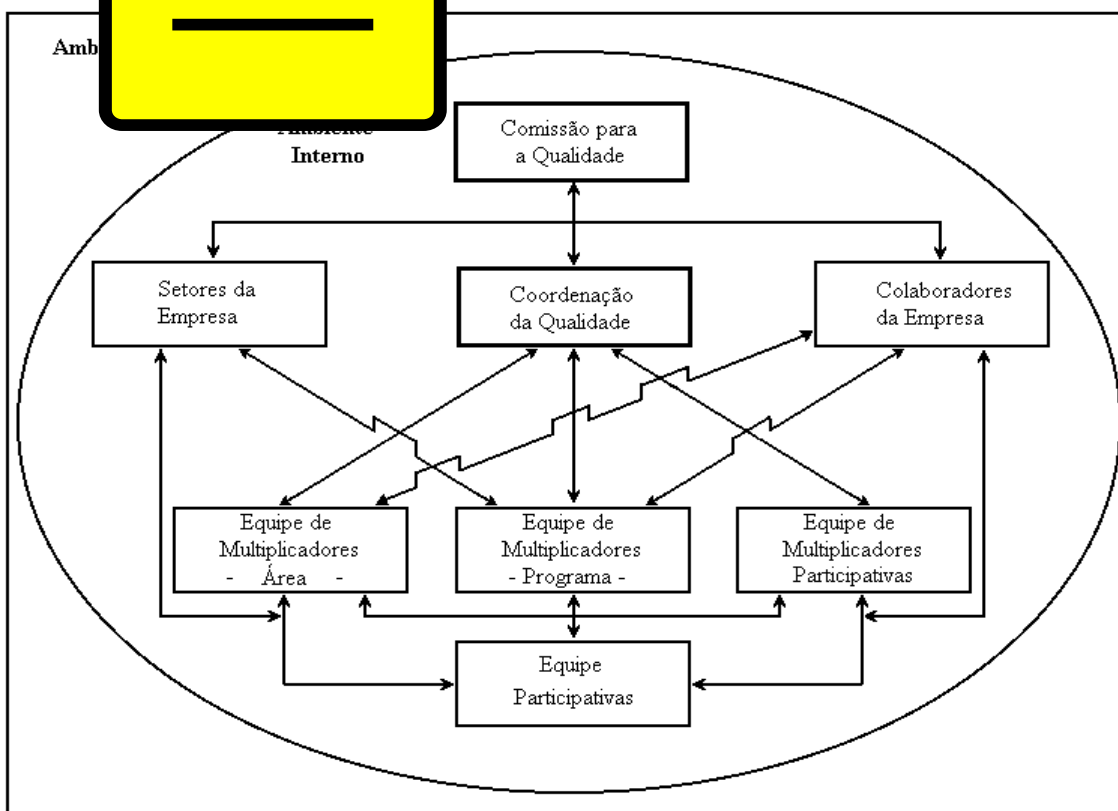 Interno
Comissão para
a Qualidade
Setores da
Empresa
Coordenação
da Qualidade
Colaboradores
da Empresa
Equipe de
Multiplicadores
- Área -
Equipe de
Multiplicadores
- Programa -
Equipe de
Multiplicadores
Participativas
Equipe
Participativas